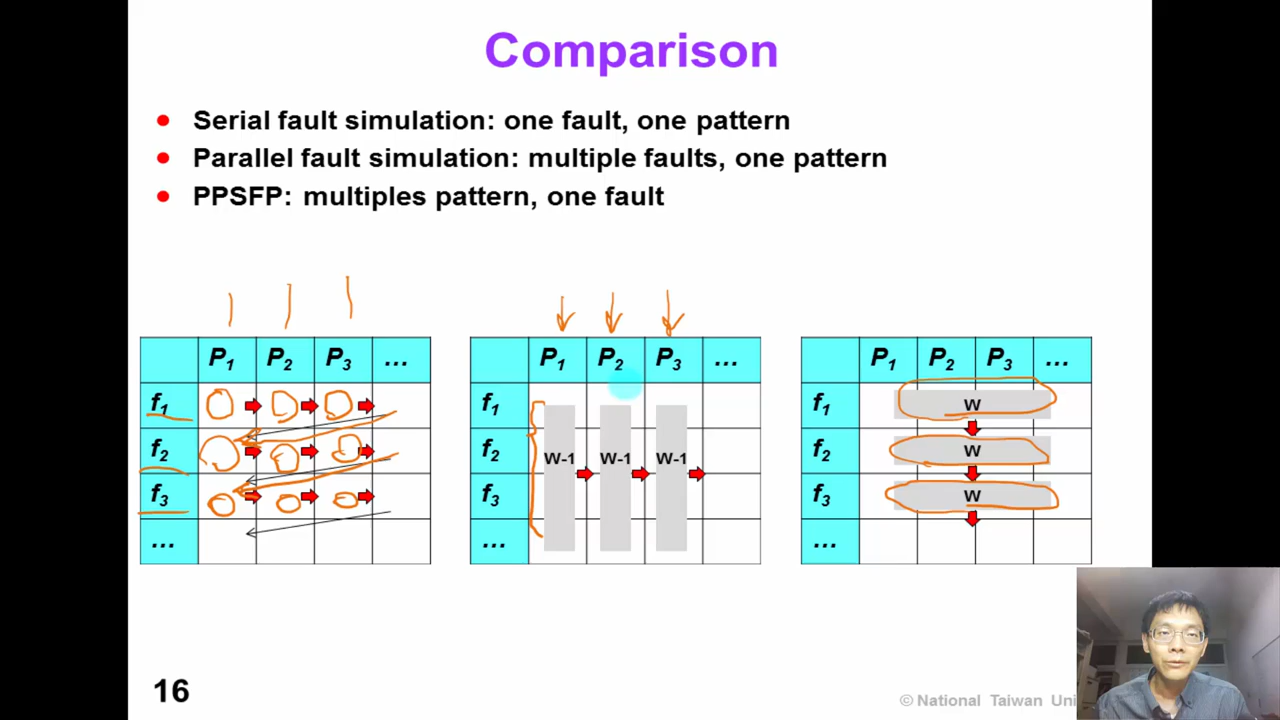 Comparison
Serial fault simulation: one fault, one pattern
Parallel fault simulation: multiple faults, one pattern
PPSFP: multiples pattern, one fault
P1 P2 P3 ...
f1
f2
f3
...
P1 P2 P3 ...
f1
f2 W-1 W-1 W-1
f3
...
P1 P2 P3 ...
f1 W
f2 W
f3 W
...
16
© National Taiwan Uni